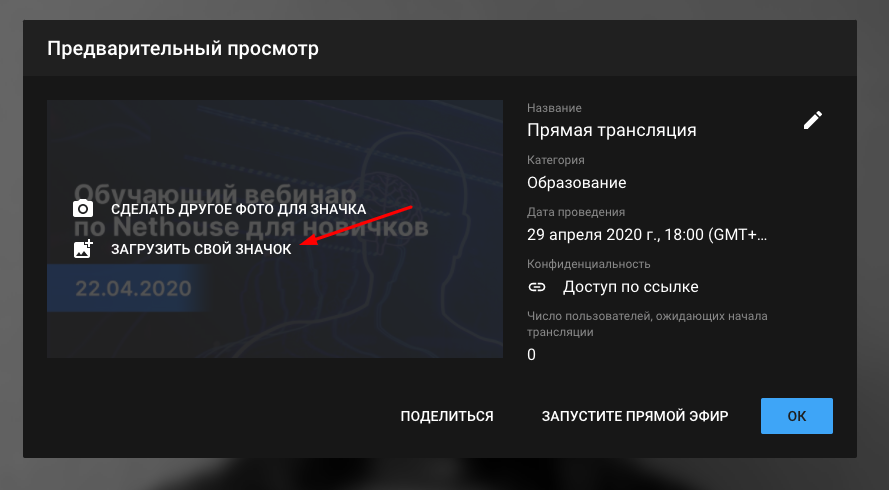 Предварительный просмотр
Обучающий вебинар
СДЕЛАТЬ ДРУГОЕ ФОТО ДЛЯ ЗНАЧКА
по Nethouse для новичков
ЗАГРУЗИТЬ СВОЙ ЗНАЧОК
22.04.2020
Название
Прямая трансляция
Категория
Образование
Дата проведения
29 апреля 2020 г., 18:00 (GMT+...
Конфиденциальность
Доступ по ссылке
Число пользователей, ожидающих начала
трансляции
0
ПОДЕЛИТЬСЯ
ЗАПУСТИТЕ ПРЯМОЙ ЭФИР
ОК